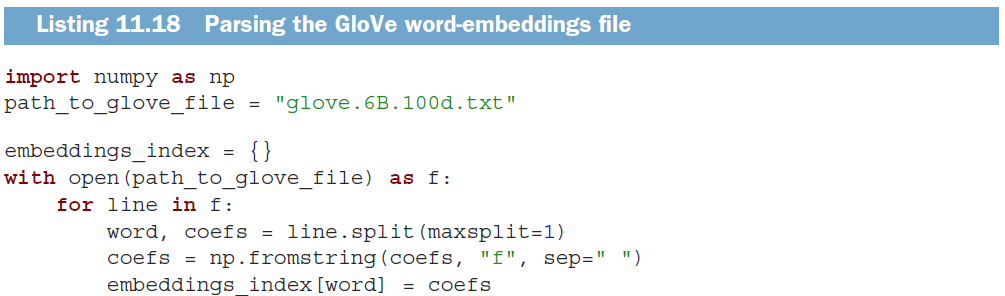 Listing 11.18 Parsing the GloVe word-embeddings file
import numpy as np
path_to_glove_file = "glove.6B.100d.txt"
embeddings_index = {}
with open(path_to_glove_file) as f:
    for line in f:
        word, coefs = line.split(maxsplit=1)
        coefs = np.fromstring(coefs, "f", sep=" ")
        embeddings_index[word] = coefs